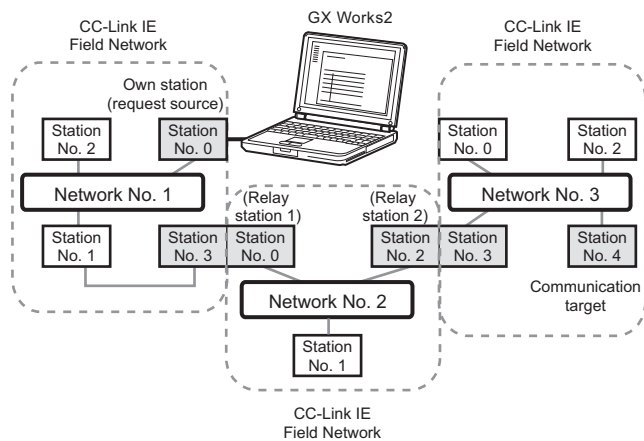 GX Works2
CC-Link IE
Field Network
CC-Link IE
Field Network
Own station
(request source)
Station
No. 2
Station
No. 0
Station
No. 0
Station
No. 2
Network No. 1
Network No. 3
(Relay
station 1)
(Relay
station 2)
Station
No. 1
Station
No. 3
Station
No. 0
Station
No. 2
Station
No. 3
Station
No. 4
Communication
target
Network No. 2
Station
No. 1
CC-Link IE
Field Network